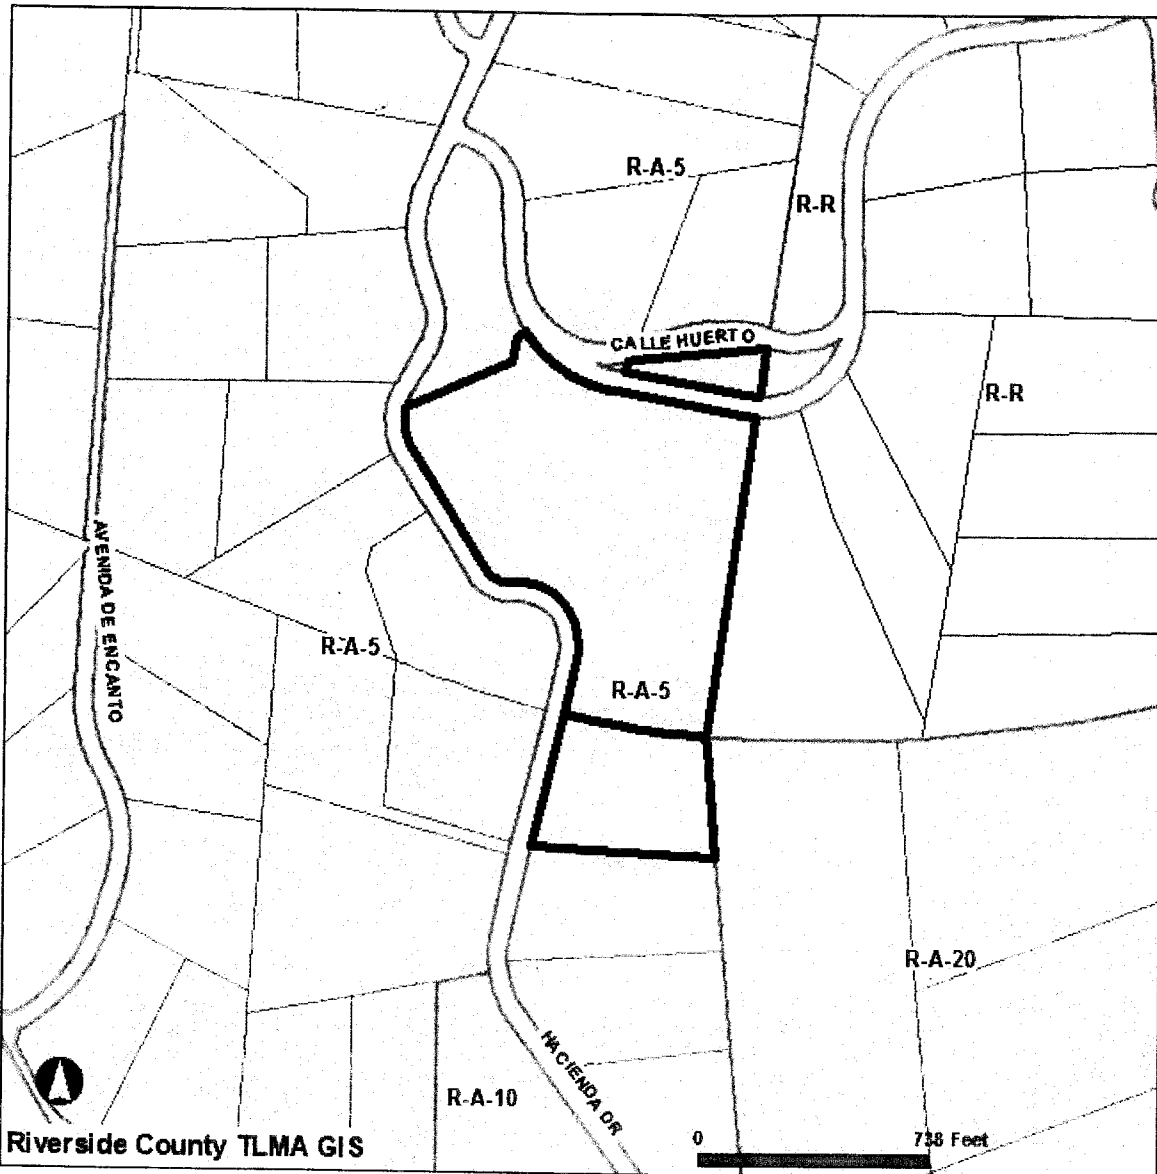 R-A-5
R-R
CALLE HUERTO
R-R
AVENIDA DE ENCANTO
R-A-5
R-A-5
R-A-20
HACIENDA DR
R-A-10
Riverside County TLMA GIS
0 738 Feet